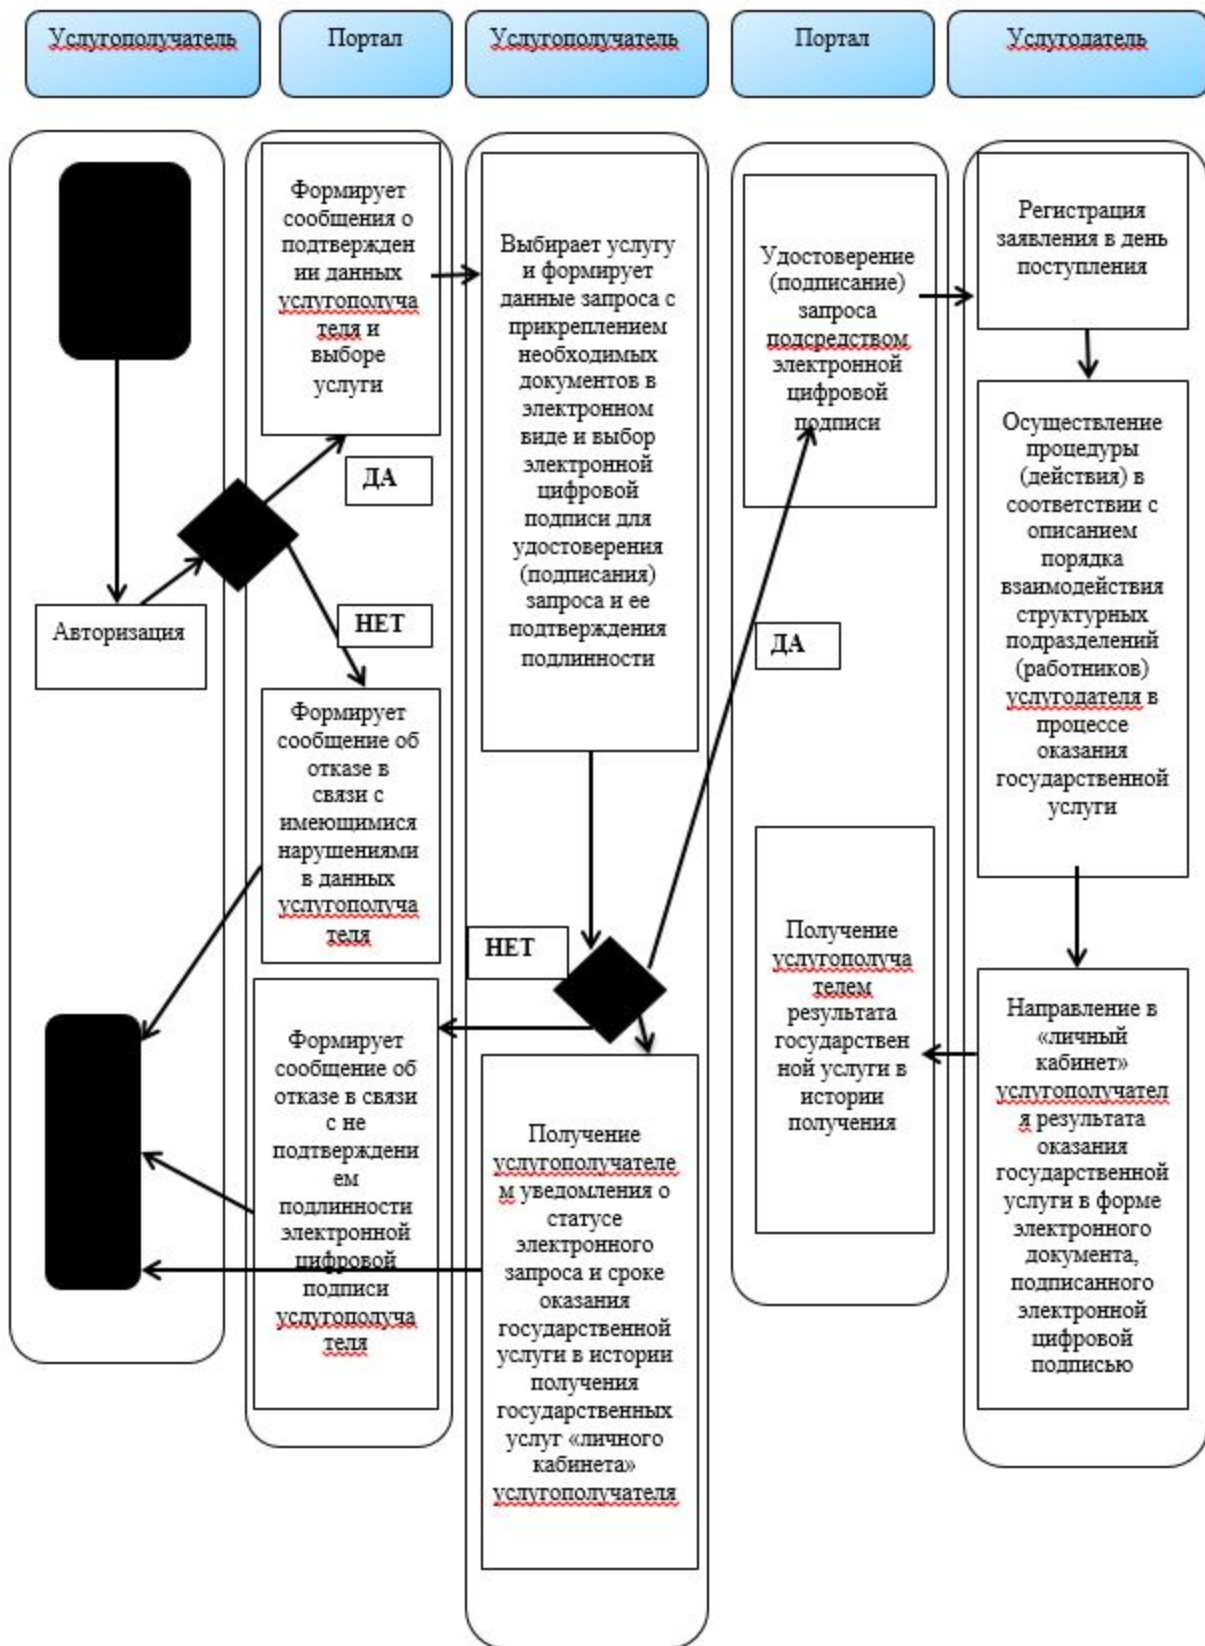 Услугополучатель
Портал
Услугополучатель
Портал
Услугодатель
Авторизация
Формирует
сообщения о
подтвержден
ии данных
услугополуча
теля и
выборе
услуги
ДА
НЕТ
Формирует
сообщение об
отказе в
связи с
имеющимися
нарушениями
в данных
услугополуча
теля
Формирует
сообщение об
отказе в связи
с не
подтверждени
ем
подлинности
электронной
цифровой
подписи
услугополуча
теля
Выбирает услугу
и формирует
данные запроса с
прикреплением
необходимых
документов в
электронном
виде и выбор
электронной
цифровой
подписи для
удостоверения
(подписания)
запроса и ее
подтверждения
подлинности
НЕТ
Получение
услугополучателе
м уведомления о
статусе
электронного
запроса и сроке
оказания
государственной
услуги в истории
получения
государственных
услуг «личного
кабинета»
услугополучателя
Удостоверение
(подписание)
запроса
подсредством
электронной
цифровой
подписи
ДА
Получение
услугополуча
телем
результата
государствен
ной услуги в
истории
получения
Регистрация
заявления в день
поступления
Осуществление
процедуры
(действия) в
соответствии с
описанием
порядка
взаимодействия
структурных
подразделений
(работников)
услугодателя в
процессе
оказания
государственной
услуги
Направление в
«личный
кабинет»
услугополучател
я результата
оказания
государственной
услуги в форме
электронного
документа,
подписанного
электронной
цифровой
подписью